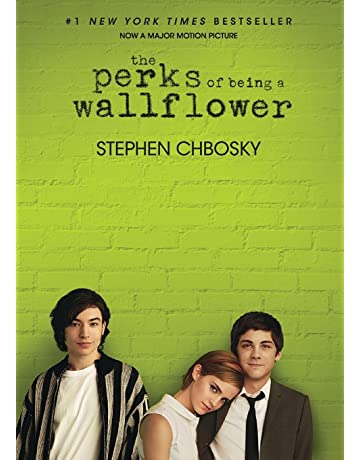 #1 NEW YORK TIMES BESTSELLER
NOW A MAJOR MOTION PICTURE
the
perks of being a
wallflower
STEPHEN CHBOSKY